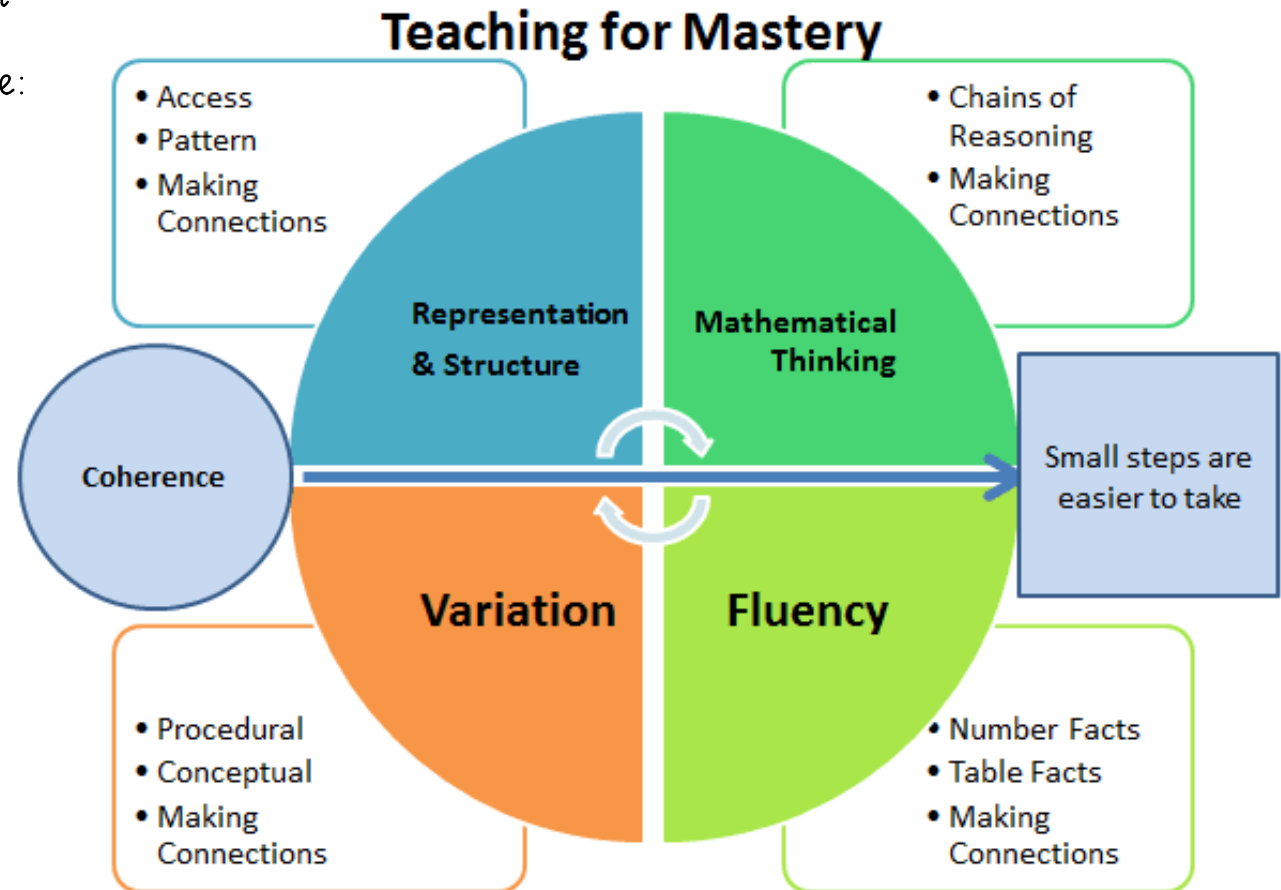 Teaching for Mastery
e:
• Access
• Pattern
• Making
Connections
• Chains of
Reasoning
• Making
Connections
Representation
& Structure
Mathematical
Thinking
Coherence
Small steps are
easier to take
Variation
Fluency
• Procedural
• Conceptual
• Making
Connections
• Number Facts
• Table Facts
• Making
Connections